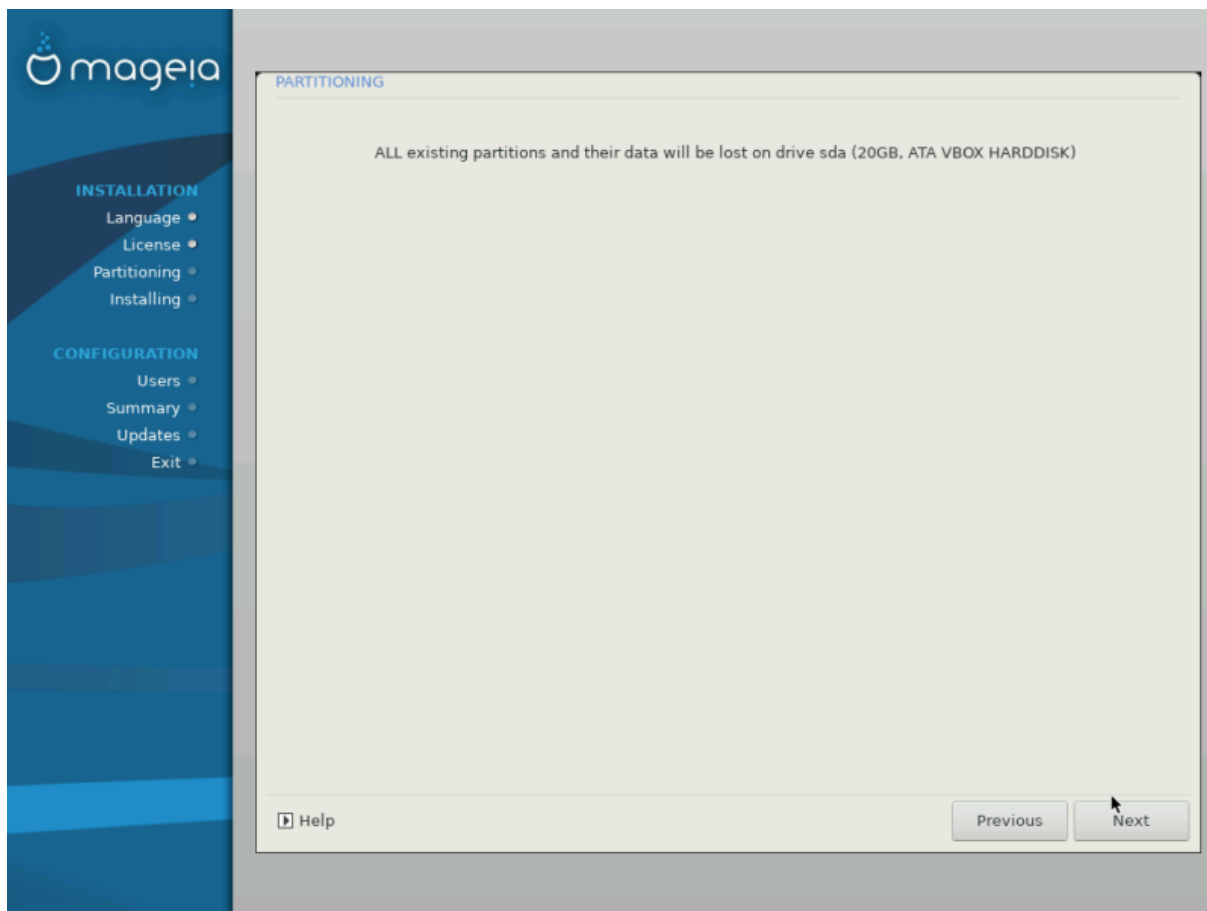 mageia
INSTALLATION
Language
License
Partitioning
Installing
CONFIGURATION
Users
Summary
Updates
Exit
PARTITIONING
ALL existing partitions and their data will be lost on drive sda (20GB, ATA VBOX HARDDISK)
Help
Previous
Next